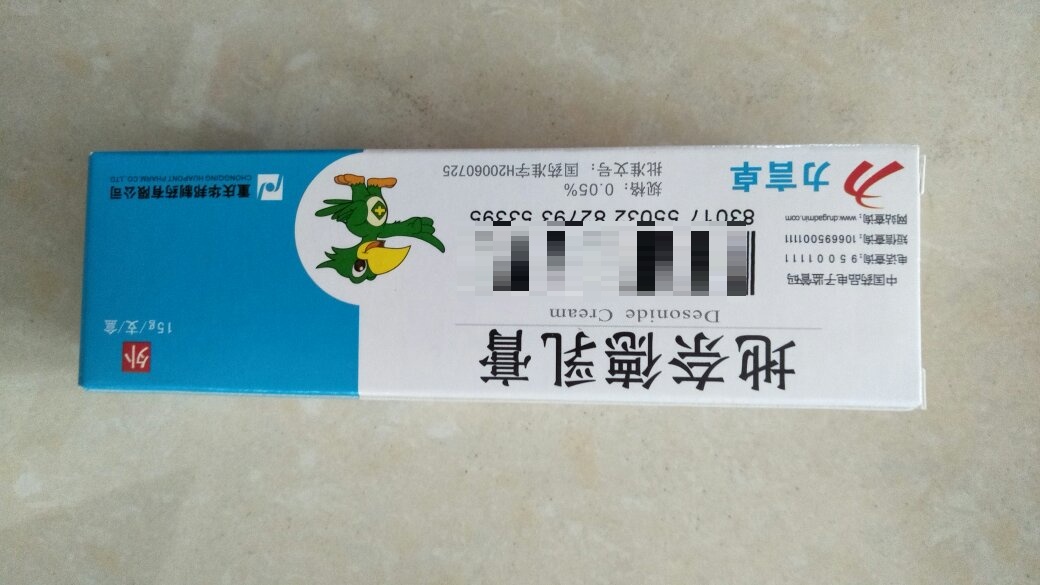 地奈德乳膏
Desonide Cream
中国药品电子监管码
电话查询：95001111
短信查询：106695001111
网站查询：www.drugadmin.com
83017 55032 82793 53395
规格：0.05%
批准文号：国药准字H20060725
力言卓
外
15g/支/盒
重庆华邦制药有限公司
CHONGQING HUAPONT PHARM.CO.,LTD.